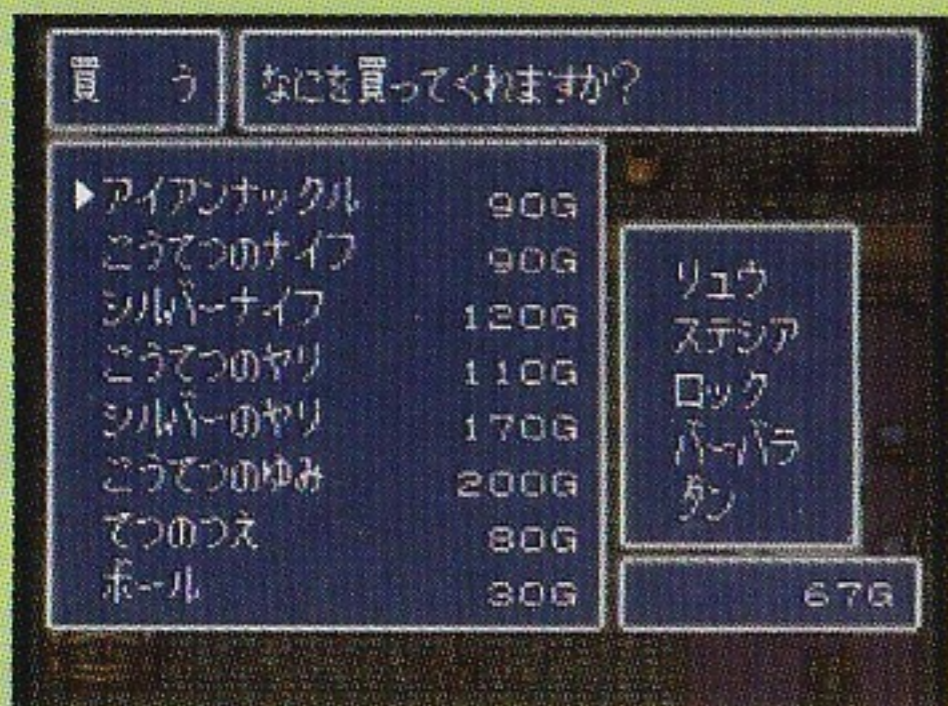 買 う
なにを買ってくれますか?
▶アイアンナックル 90G
こうてつのナイフ 90G
シルバーナイフ 120G
こうてつのヤリ 110G
シルバーのヤリ 170G
こうてつのゆみ 200G
てつのつえ 80G
ボール 30G
リュウ
ステシア
ロック
バーバラ
ダン
67G